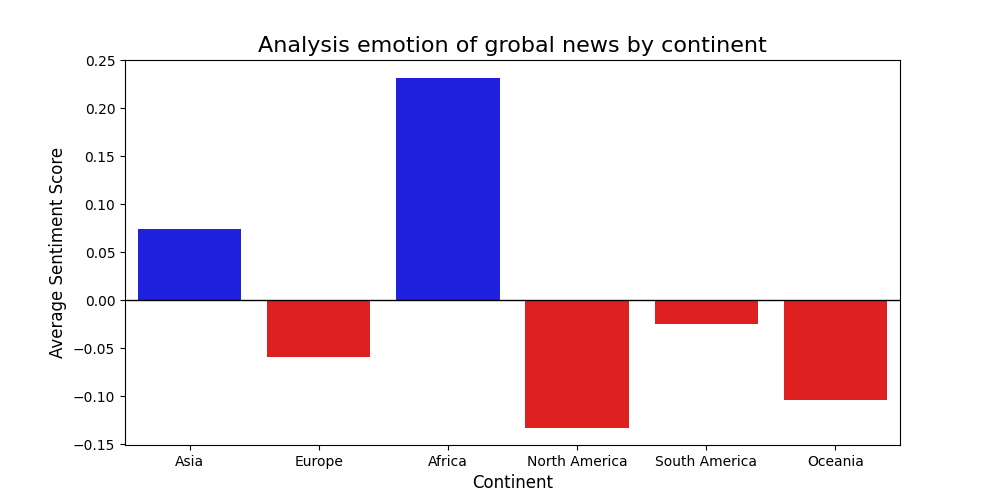 Analysis emotion of grobal news by continent
0.25
0.20
0.15
0.10
0.05
0.00
−0.05
−0.10
−0.15
Average Sentiment Score
Asia Europe Africa North America South America Oceania
Continent